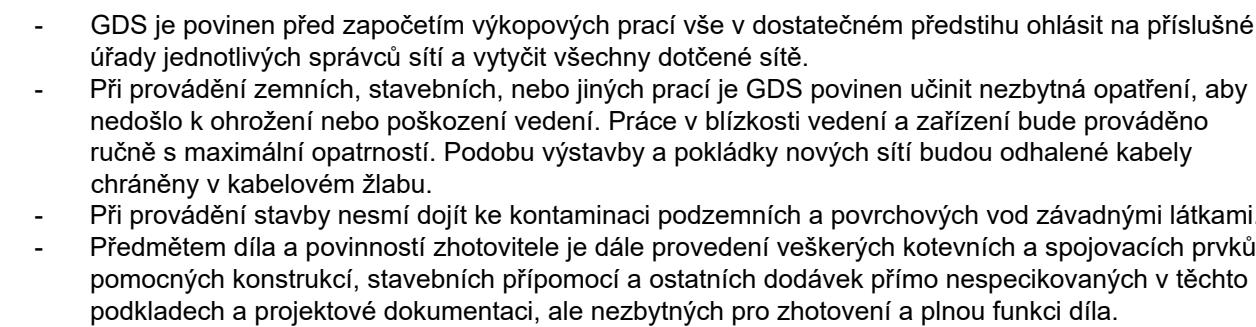 - GDS je povinen před započetím výkopových prací vše v dostatečném předstihu ohlásit na příslušné
úřady jednotlivých správců sítí a vytyčit všechny dotčené sítě.
- Při provádění zemních, stavebních, nebo jiných prací je GDS povinen učinit nezbytná opatření, aby
nedošlo k ohrožení nebo poškození vedení. Práce v blízkosti vedení a zařízení bude prováděno
ručně s maximální opatrností. Podobu výstavby a pokládky nových sítí budou odhalené kabely
chráněny v kabelovém žlabu.
- Při provádění stavby nesmí dojít ke kontaminaci podzemních a povrchových vod závadnými látkami.
- Předmětem díla a povinností zhotovitele je dále provedení veškerých kotevních a spojovacích prvků
pomocných konstrukcí, stavebních přípomocí a ostatních dodávek přímo nespecikovaných v těchto
podkladech a projektové dokumentaci, ale nezbytných pro zhotovení a plnou funkci díla.